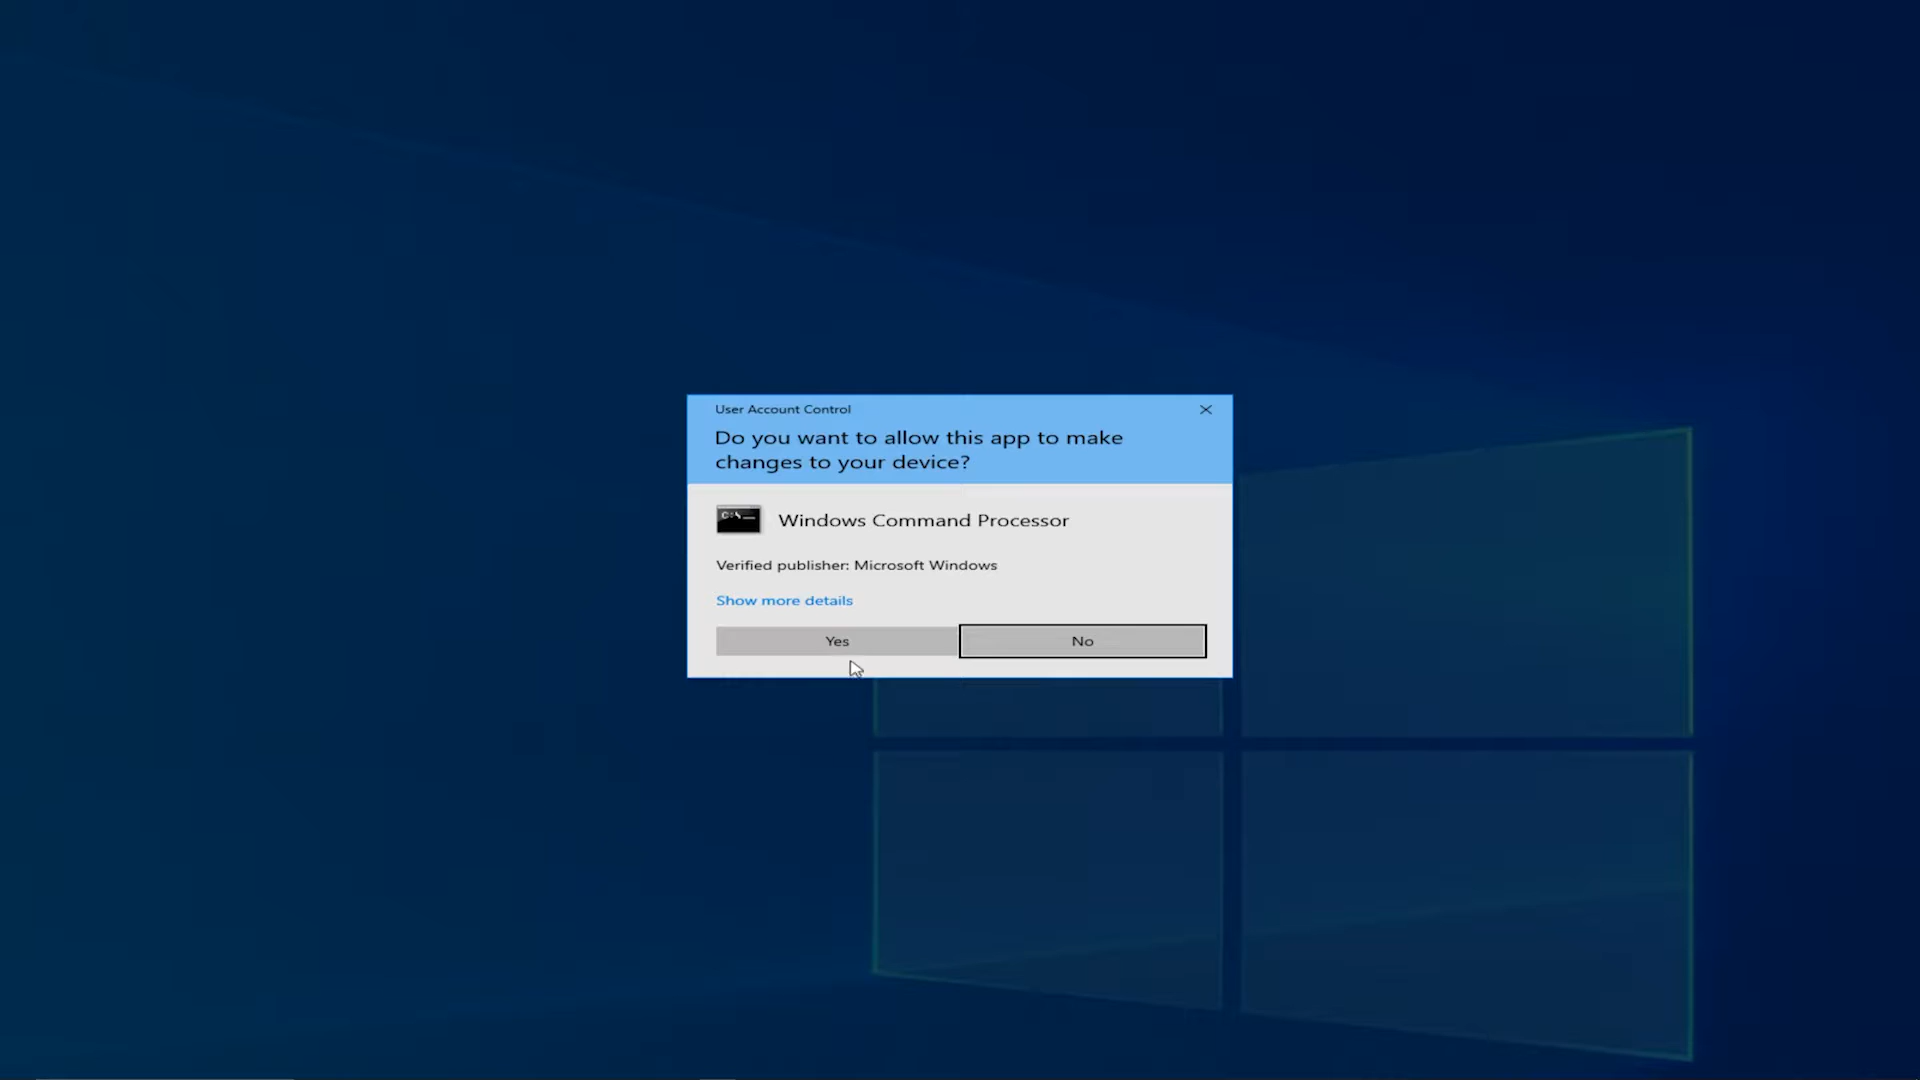 User Account Control
Do you want to allow this app to make
changes to your device?
C:\
Windows Command Processor
Verified publisher: Microsoft Windows
Show more details
Yes
No